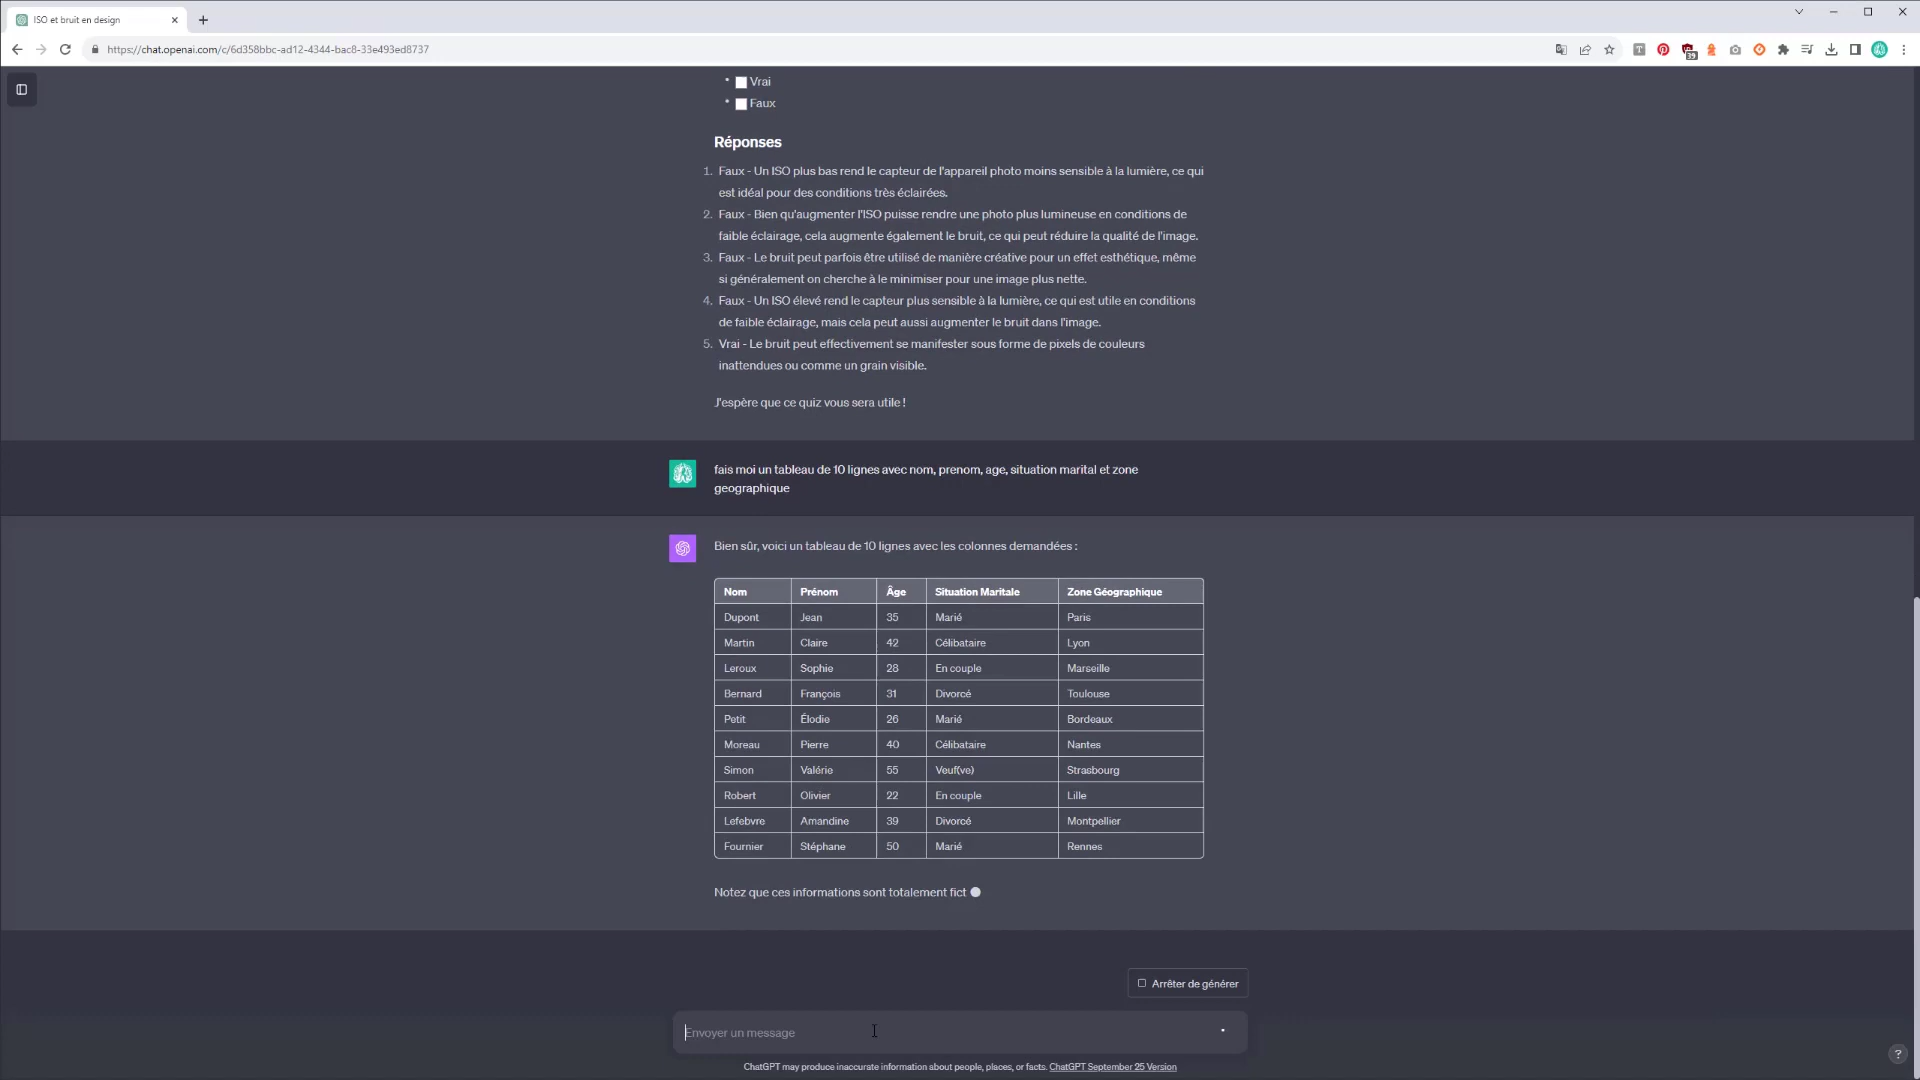 ISO et bruit en design
https://chat.openai.com/c/6d358bbc-ad12-4344-bac8-33e493ed8737
39
Vrai
Faux
Réponses
1. Faux - Un ISO plus bas rend le capteur de l'appareil photo moins sensible à la lumière, ce qui
est idéal pour des conditions très éclairées.
2. Faux - Bien qu'augmenter l'ISO puisse rendre une photo plus lumineuse en conditions de
faible éclairage, cela augmente également le bruit, ce qui peut réduire la qualité de l'image.
3. Faux - Le bruit peut parfois être utilisé de manière créative pour un effet esthétique, même
si généralement on cherche à le minimiser pour une image plus nette.
4. Faux - Un ISO élevé rend le capteur plus sensible à la lumière, ce qui est utile en conditions
de faible éclairage, mais cela peut aussi augmenter le bruit dans l'image.
5. Vrai - Le bruit peut effectivement se manifester sous forme de pixels de couleurs
inattendues ou comme un grain visible.
J'espère que ce quiz vous sera utile !
fais moi un tableau de 10 lignes avec nom, prenom, age, situation marital et zone
geographique
Bien sûr, voici un tableau de 10 lignes avec les colonnes demandées :
Nom Prénom Âge Situation Maritale Zone Géographique
Dupont Jean 35 Marié Paris
Martin Claire 42 Célibataire Lyon
Leroux Sophie 28 En couple Marseille
Bernard François 31 Divorcé Toulouse
Petit Élodie 26 Marié Bordeaux
Moreau Pierre 40 Célibataire Nantes
Simon Valérie 55 Veuf(ve) Strasbourg
Robert Olivier 22 En couple Lille
Lefebvre Amandine 39 Divorcé Montpellier
Fournier Stéphane 50 Marié Rennes
Notez que ces informations sont totalement fict
Arrêter de générer
Envoyer un message
ChatGPT may produce inaccurate information about people, places, or facts. ChatGPT September 25 Version
?